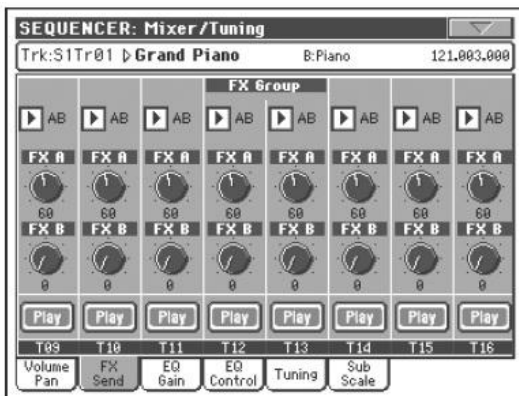 SEQUENCER: Mixer/Tuning
Trk:S1Tr01 Grand Piano B:Piano 121.003.000
FX Group
AB AB AB AB AB AB AB AB
FX A FX A FX A FX A FX A FX A FX A FX A
60 60 60 60 60 60 60 60
FX B FX B FX B FX B FX B FX B FX B FX B
0 0 0 0 0 0 0 0
Play Play Play Play Play Play Play Play
T09 T10 T11 T12 T13 T14 T15 T16
Volume Pan FX Send EQ Gain EQ Control Tuning Sub Scale